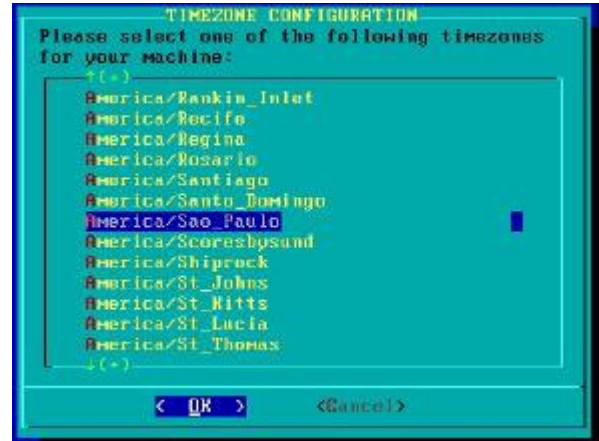 TIMEZONE CONFIGURATION
Please select one of the following timezones
for your machine:
↑(-)
America/Rankin_Inlet
America/Recife
America/Regina
America/Rosario
America/Santiago
America/Santo_Domingo
America/Sao_Paulo
America/Scoresbysund
America/Shiprock
America/St_Johns
America/St_Kitts
America/St_Lucia
America/St_Thomas
↓(+)
< OK > <Cancel>